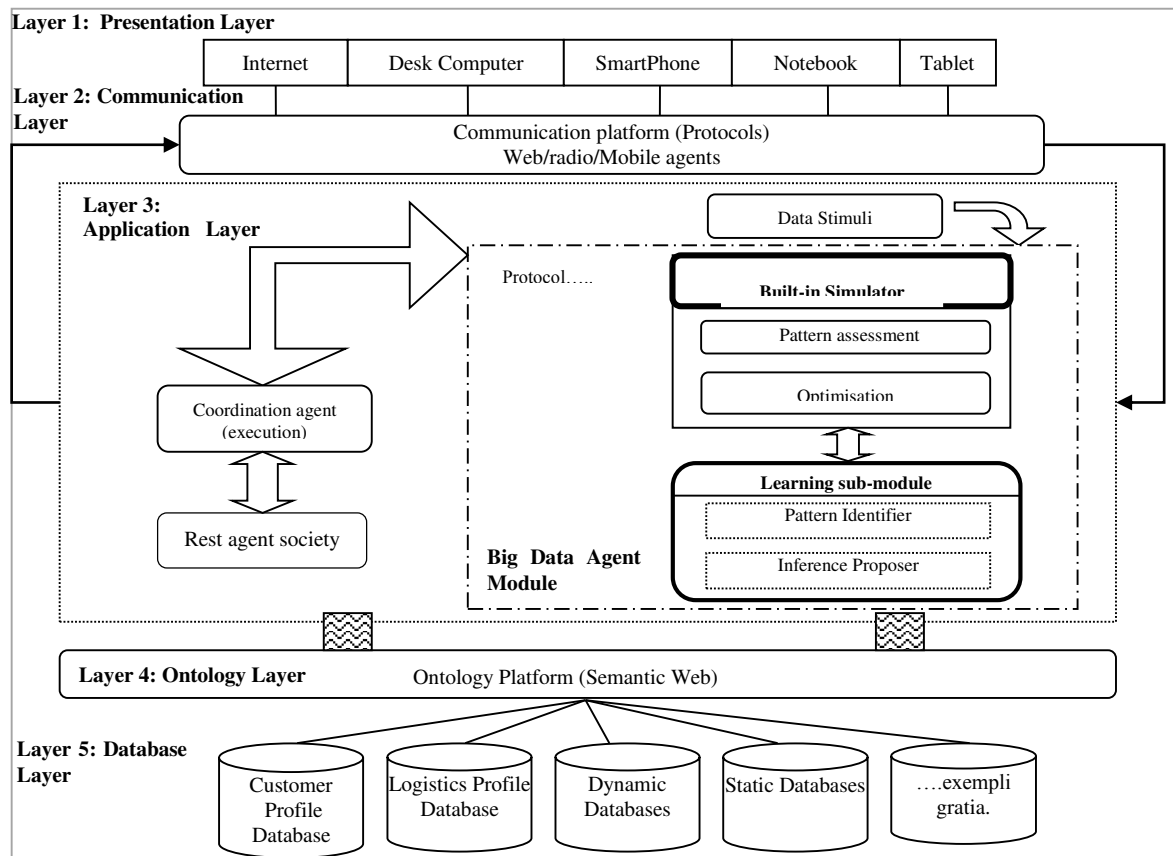 Layer 1: Presentation Layer
Internet
Desk Computer
SmartPhone
Notebook
Tablet
Layer 2: Communication
Layer
Communication platform (Protocols)
Web/radio/Mobile agents
Layer 3:
Application Layer
Data Stimuli
Protocol…..
Built-in Simulator
Pattern assessment
Optimisation
Coordination agent
(execution)
Learning sub-module
Pattern Identifier
Rest agent society
Inference Proposer
Big Data Agent
Module
Layer 4: Ontology Layer
Ontology Platform (Semantic Web)
Layer 5: Database
Layer
Customer
Profile
Database
Logistics Profile
Database
Dynamic
Databases
Static Databases
….exempli
gratia.